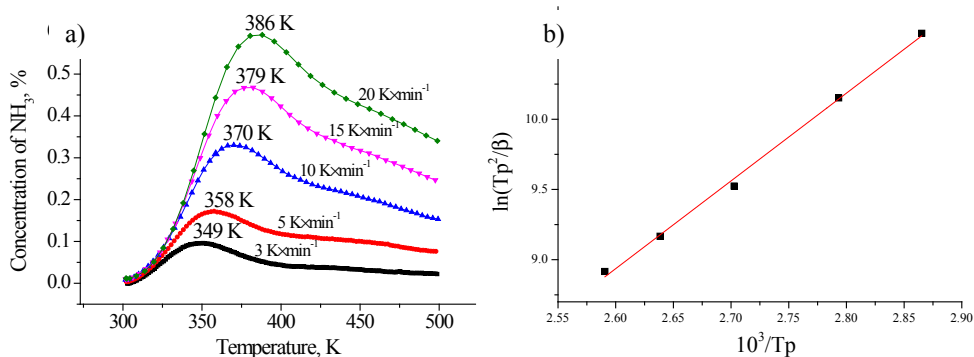 a)
386 K
379 K
370 K
358 K
349 K
20 K×min⁻¹
15 K×min⁻¹
10 K×min⁻¹
5 K×min⁻¹
3 K×min⁻¹
Concentration of NH₃, %
0.5
0.4
0.3
0.2
0.1
0.0
300 350 400 450 500
Temperature, K
b)
ln(Tp²/β)
10.0
9.5
9.0
2.55 2.60 2.65 2.70 2.75 2.80 2.85 2.90
10³/Tp